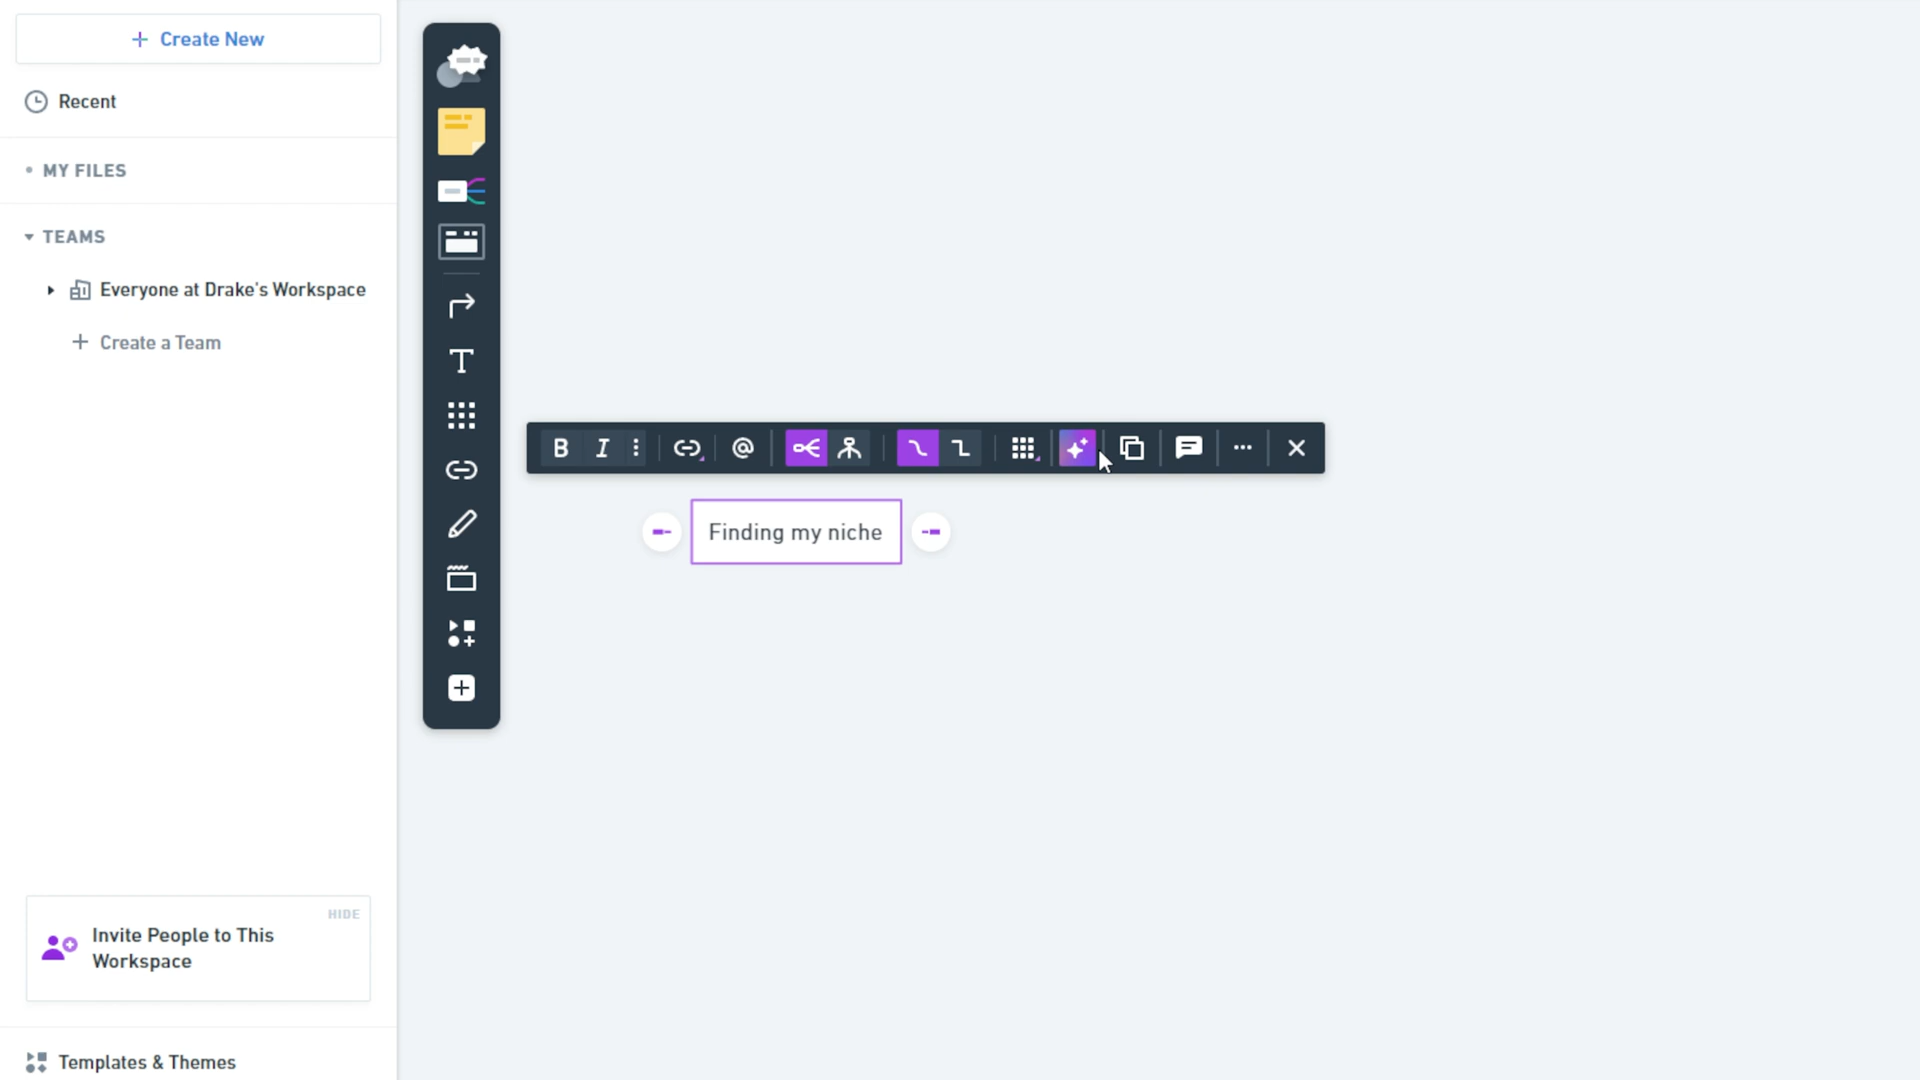 Create New
Recent
MY FILES
TEAMS
Everyone at Drake's Workspace
Create a Team
B I @
T
Finding my niche
HIDE
Invite People to This
Workspace
Templates & Themes